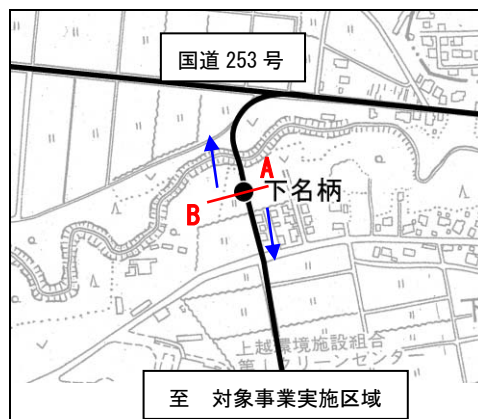 国道 253 号
A
下名柄
B
上越環境施設組合
第1クリーンセンター
至 対象事業実施区域